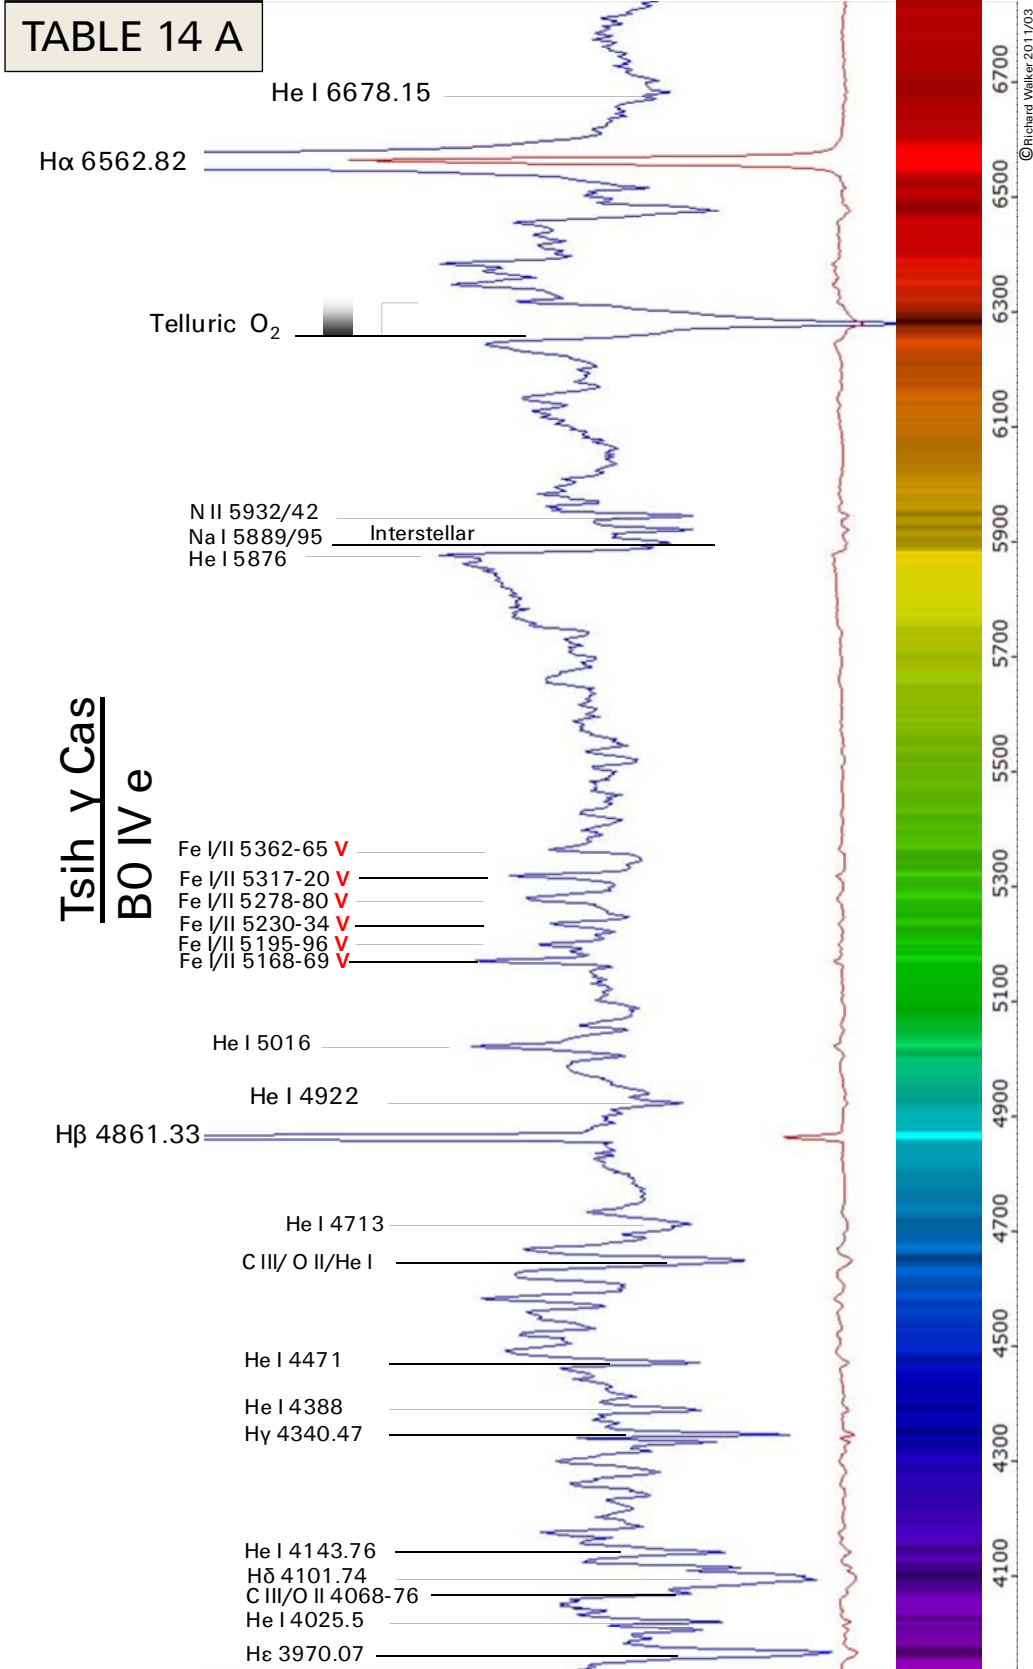 TABLE 14 A
He I 6678.15
Hα 6562.82
Telluric O₂
N II 5932/42
Na I 5889/95 Interstellar
He I 5876
Tsih γ Cas
B0 IV e
Fe I/II 5362-65 V
Fe I/II 5317-20 V
Fe I/II 5278-80 V
Fe I/II 5230-34 V
Fe I/II 5195-96 V
Fe I/II 5168-69 V
He I 5016
He I 4922
Hβ 4861.33
He I 4713
C III/ O II/He I
He I 4471
He I 4388
Hγ 4340.47
He I 4143.76
Hδ 4101.74
C III/O II 4068-76
He I 4025.5
Hε 3970.07
6700
6500
6300
6100
5900
5700
5500
5300
5100
4900
4700
4500
4300
4100
©Richard Walker 2011/03